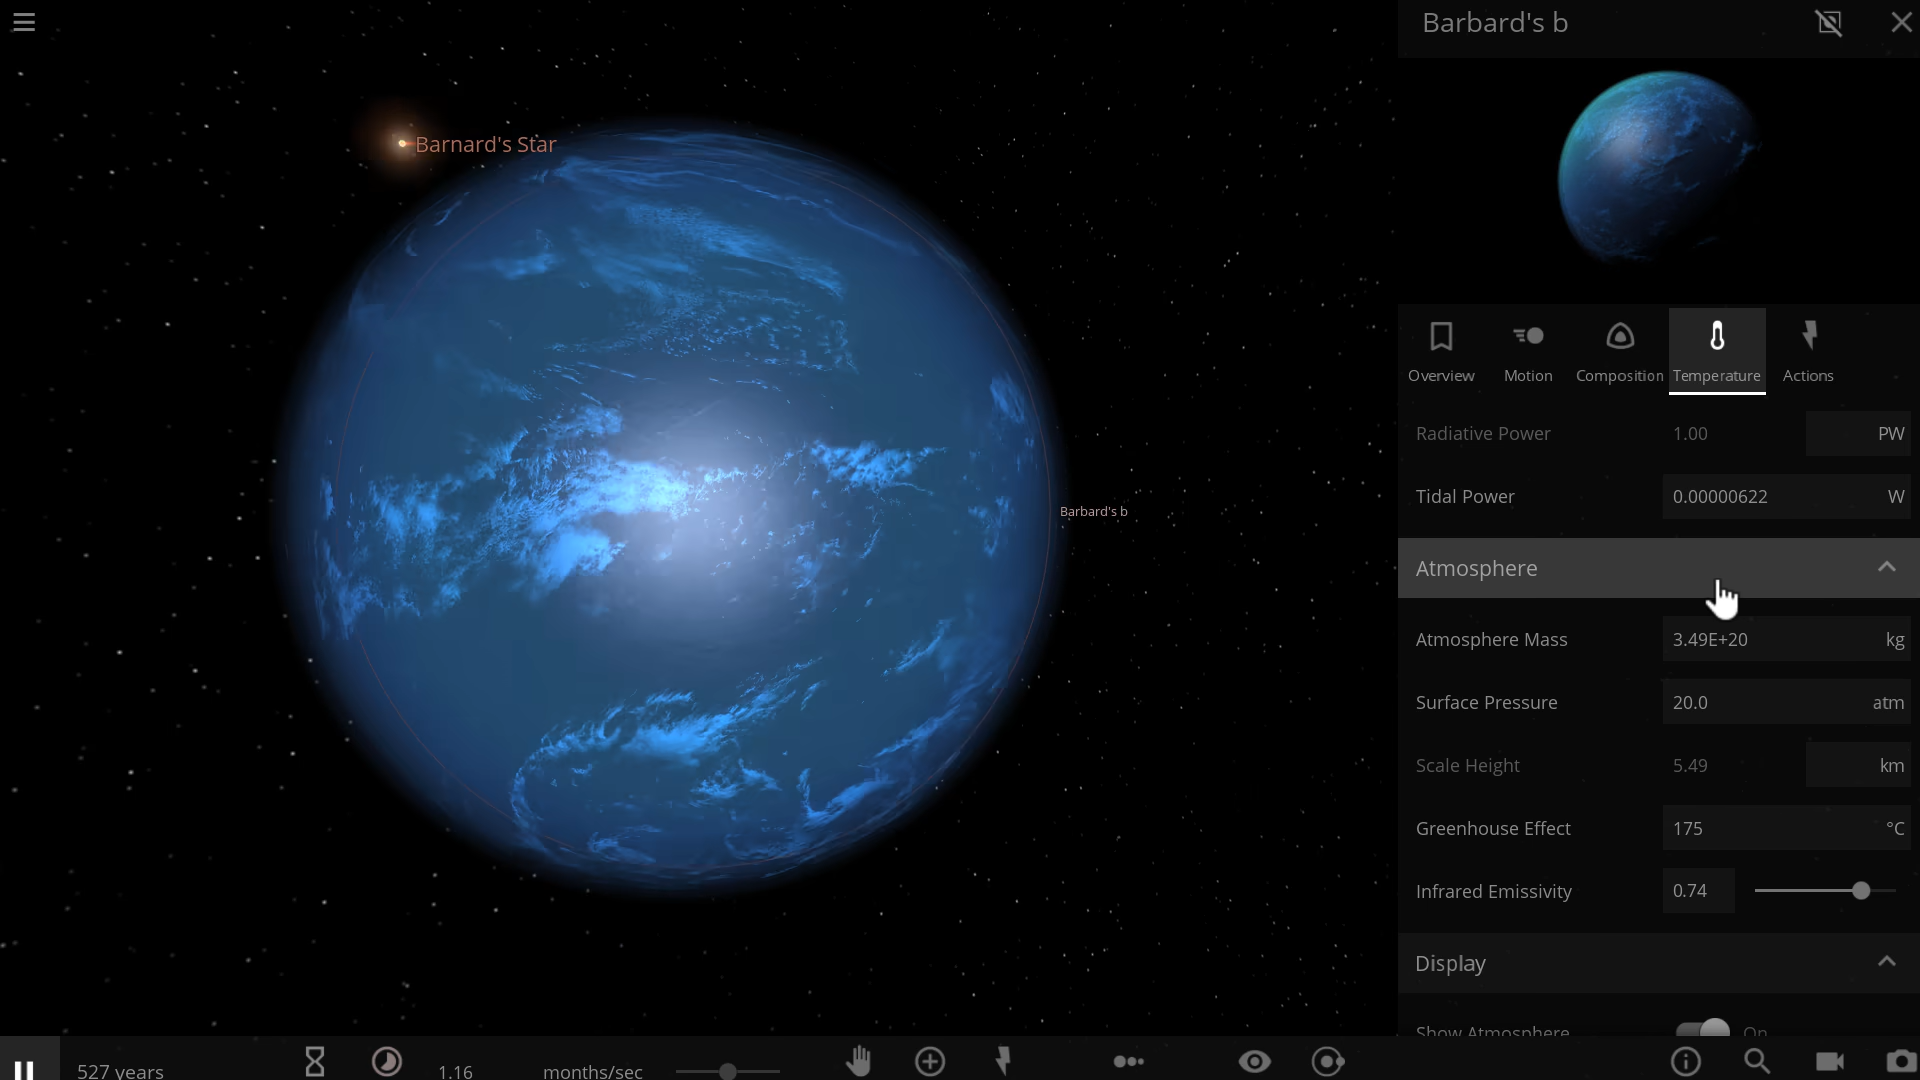 Barbard's b
Barnard's Star
Barbard's b
Overview Motion Composition Temperature Actions
Radiative Power 1.00 PW
Tidal Power 0.00000622 W
Atmosphere
Atmosphere Mass 3.49E+20 kg
Surface Pressure 20.0 atm
Scale Height 5.49 km
Greenhouse Effect 175 °C
Infrared Emissivity 0.74
Display
Show Atmosphere On
527 years 1.16 months/sec